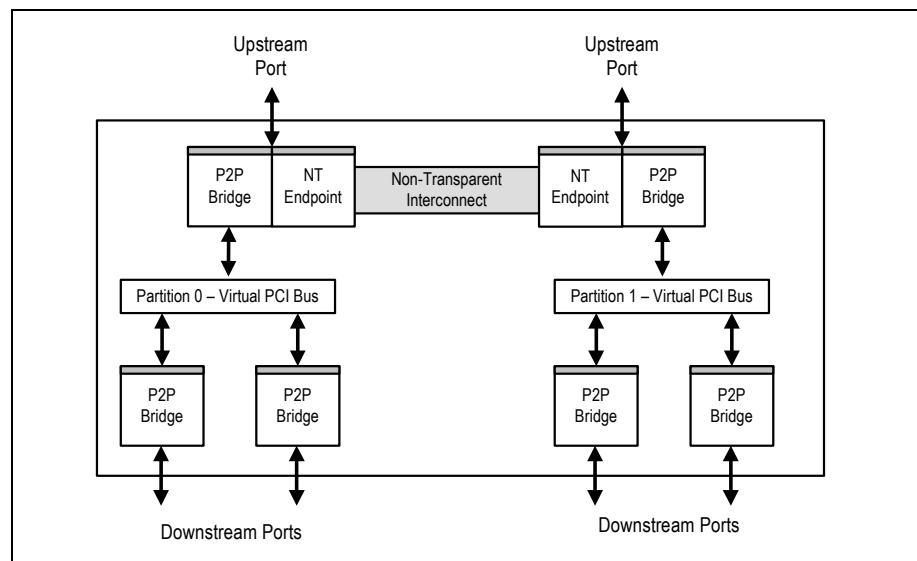 Upstream
Port
Upstream
Port
P2P
Bridge
NT
Endpoint
Non-Transparent
Interconnect
NT
Endpoint
P2P
Bridge
Partition 0 – Virtual PCI Bus
Partition 1 – Virtual PCI Bus
P2P
Bridge
P2P
Bridge
P2P
Bridge
P2P
Bridge
Downstream Ports
Downstream Ports